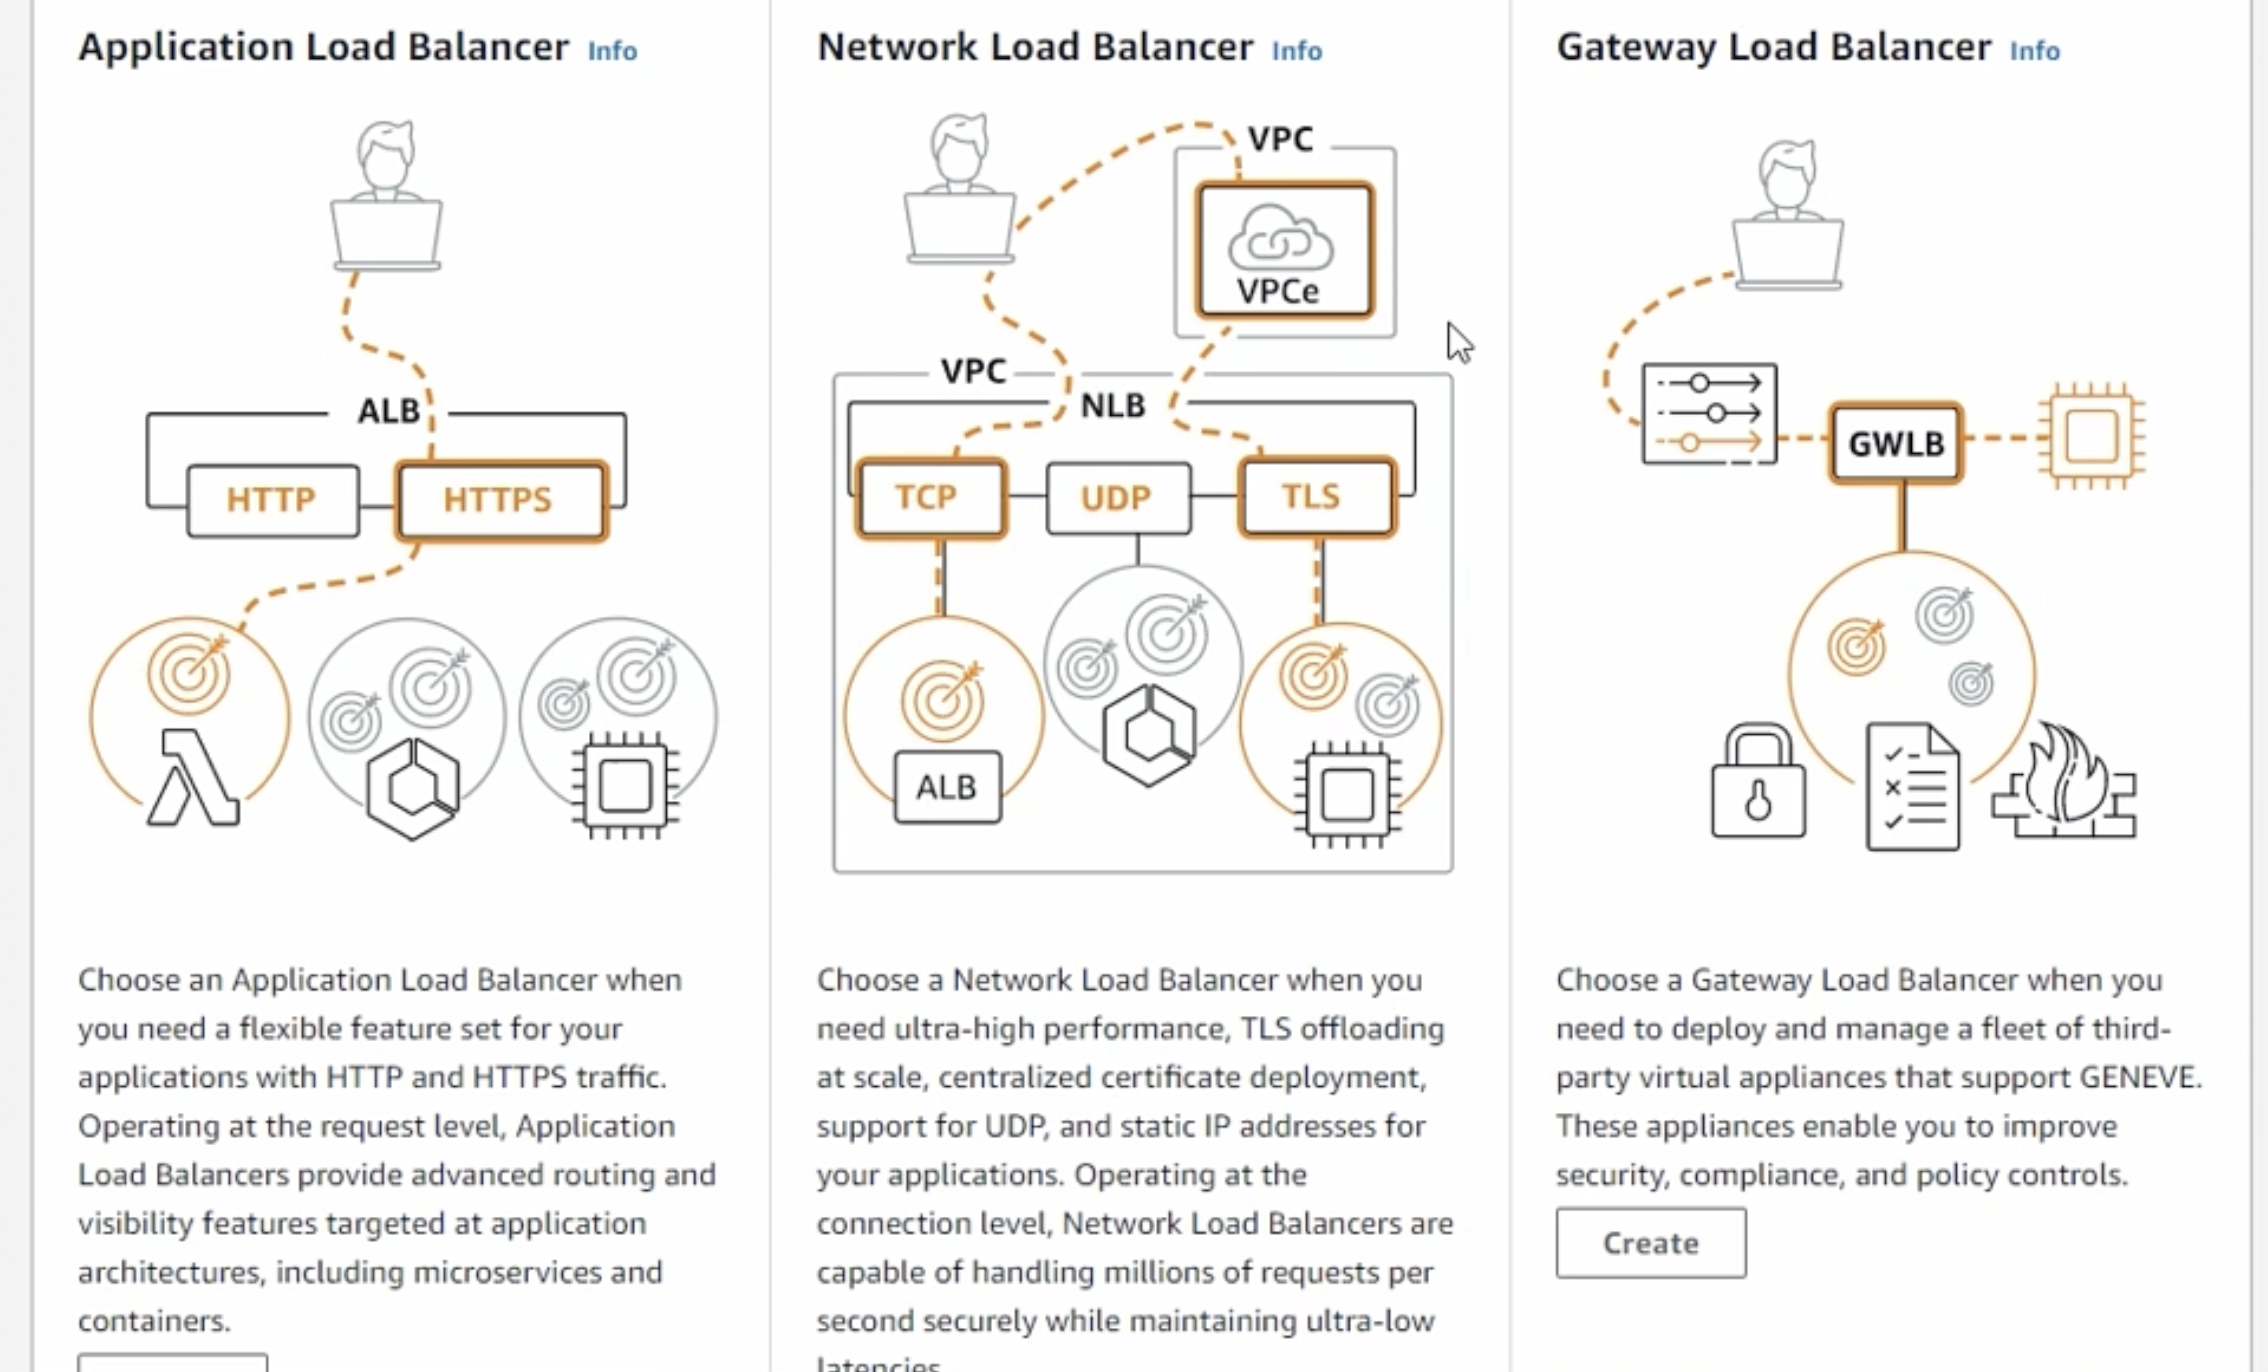 Application Load Balancer Info
ALB
HTTP
HTTPS
Choose an Application Load Balancer when
you need a flexible feature set for your
applications with HTTP and HTTPS traffic.
Operating at the request level, Application
Load Balancers provide advanced routing and
visibility features targeted at application
architectures, including microservices and
containers.
Network Load Balancer Info
VPC
VPCe
VPC
NLB
TCP
UDP
TLS
ALB
Choose a Network Load Balancer when you
need ultra-high performance, TLS offloading
at scale, centralized certificate deployment,
support for UDP, and static IP addresses for
your applications. Operating at the
connection level, Network Load Balancers are
capable of handling millions of requests per
second securely while maintaining ultra-low
latencies.
Gateway Load Balancer Info
GWLB
Choose a Gateway Load Balancer when you
need to deploy and manage a fleet of third-
party virtual appliances that support GENEVE.
These appliances enable you to improve
security, compliance, and policy controls.
Create